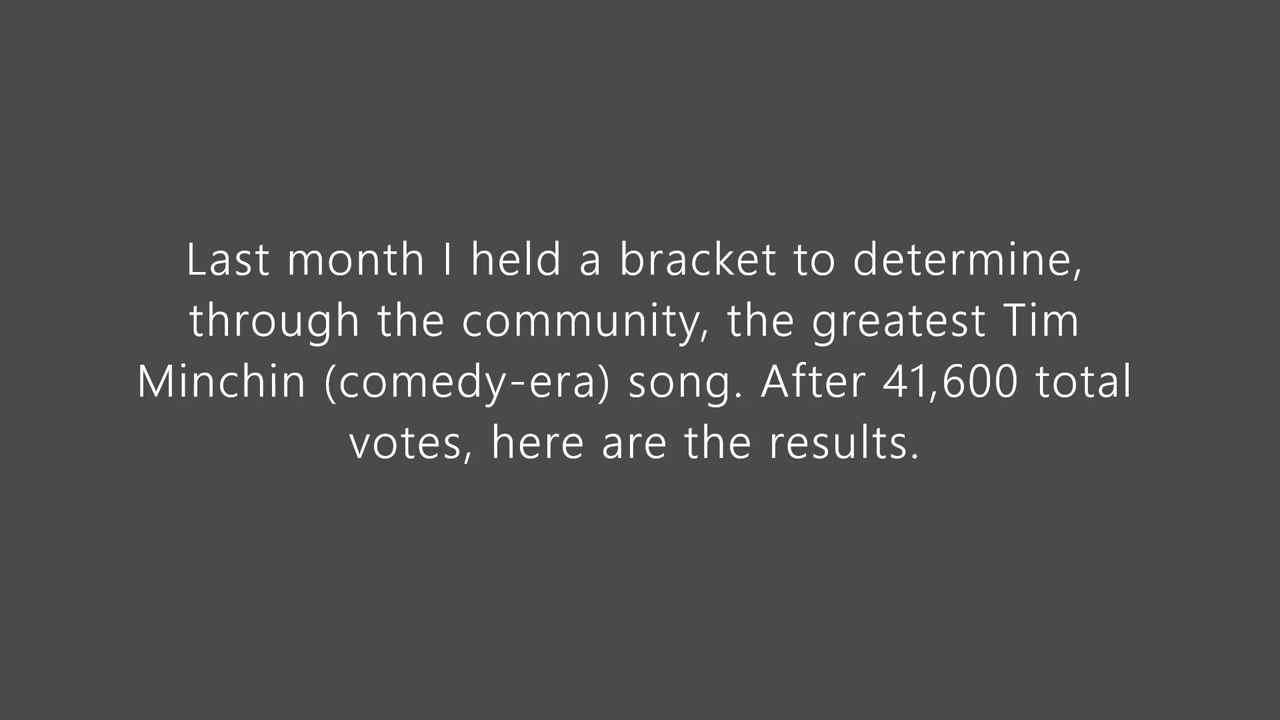 Last month I held a bracket to determine,
through the community, the greatest Tim
Minchin (comedy-era) song. After 41,600 total
votes, here are the results.